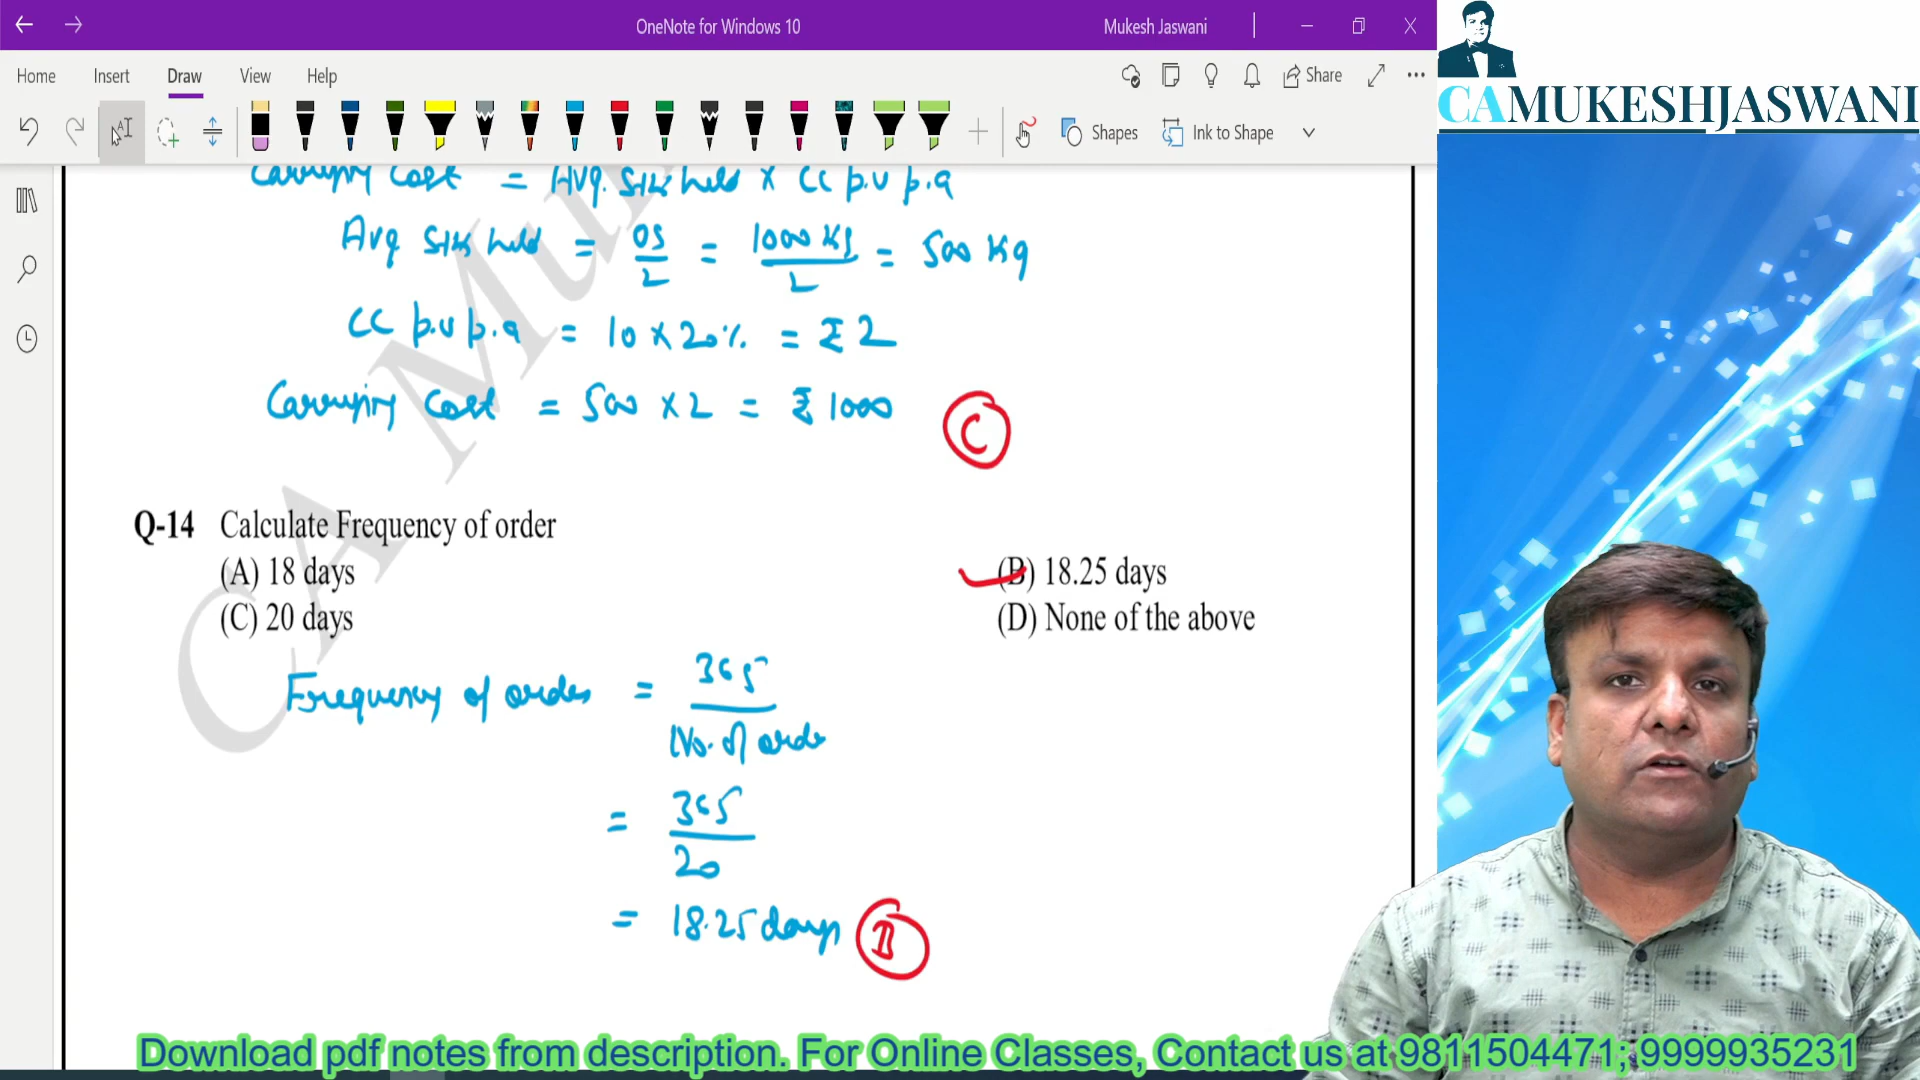 OneNote for Windows 10
Mukesh Jaswani
Home Insert Draw View Help
Share
Shapes
Ink to Shape
CAMUKESHJASWANI
Carrying Cost = Avg. Stk held x CC p.u p.a
Avg Stk held = OS/2 = 1000 Kg/2 = 500 Kg
CC p.u p.a = 10 x 20% = ₹ 2
Carrying Cost = 500 x 2 = ₹ 1000
C
Q-14 Calculate Frequency of order
(A) 18 days (B) 18.25 days
(C) 20 days (D) None of the above
Frequency of order = 365/No. of order
= 365/20
= 18.25 days B
CA Muk
Download pdf notes from description. For Online Classes, Contact us at 9811504471; 9999935231